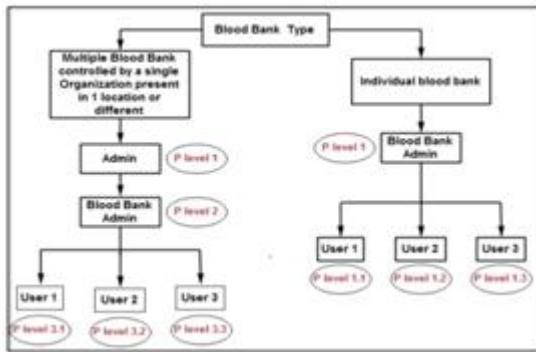 Blood Bank Type
Multiple Blood Bank
controlled by a single
Organization present
in 1 location or
different
Individual blood bank
Admin
P level 1
P level 1
Blood Bank
Admin
Blood Bank
Admin
P level 2
User 1
User 2
User 3
P level 1.1
P level 1.2
P level 1.3
User 1
User 2
User 3
P level 3.1
P level 3.2
P level 3.3